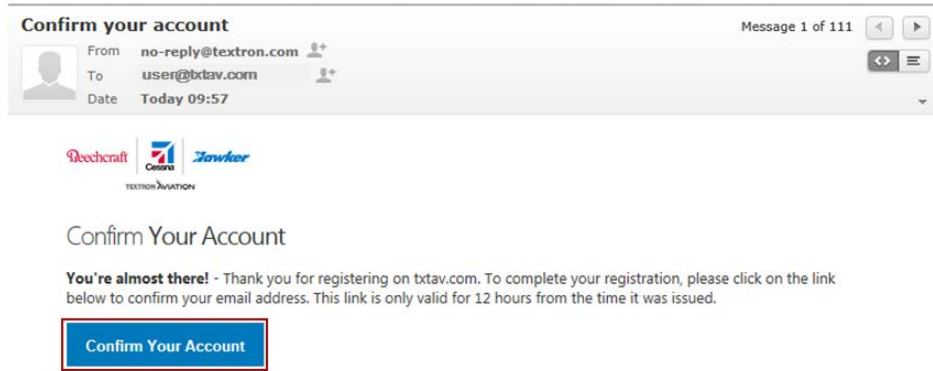 Confirm your account
Message 1 of 111
From no-reply@textron.com
To user@txtav.com
Date Today 09:57
Beechcraft
Cessna
Hawker
TEXTRON AVIATION
Confirm Your Account
You're almost there! - Thank you for registering on txtav.com. To complete your registration, please click on the link
below to confirm your email address. This link is only valid for 12 hours from the time it was issued.
Confirm Your Account